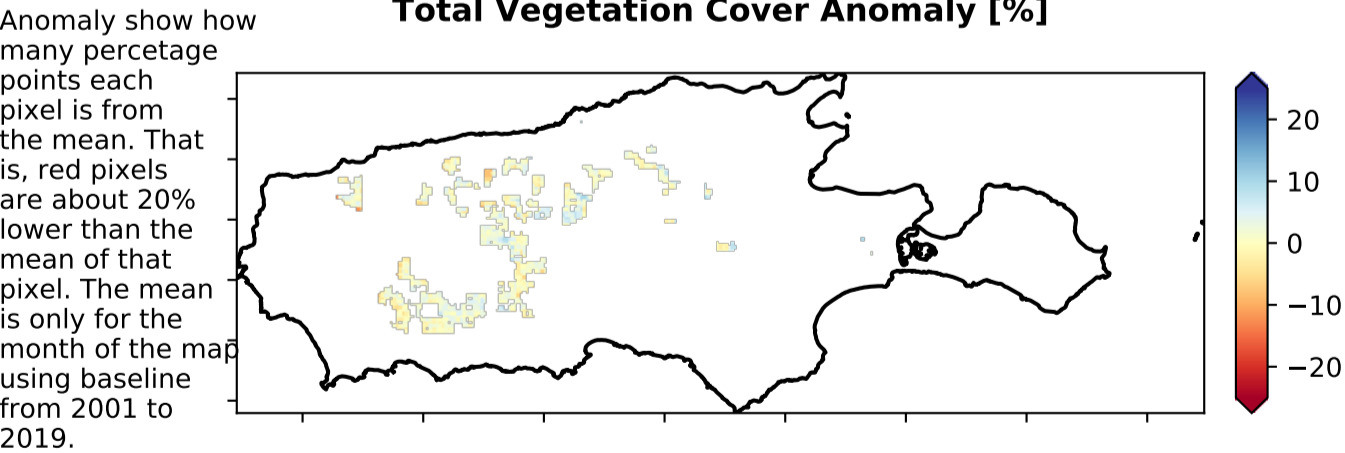 Total Vegetation Cover Anomaly [%]
Anomaly show how
many percetage
points each
pixel is from
the mean. That
is, red pixels
are about 20%
lower than the
mean of that
pixel. The mean
is only for the
month of the map
using baseline
from 2001 to
2019.
20
10
0
−10
−20